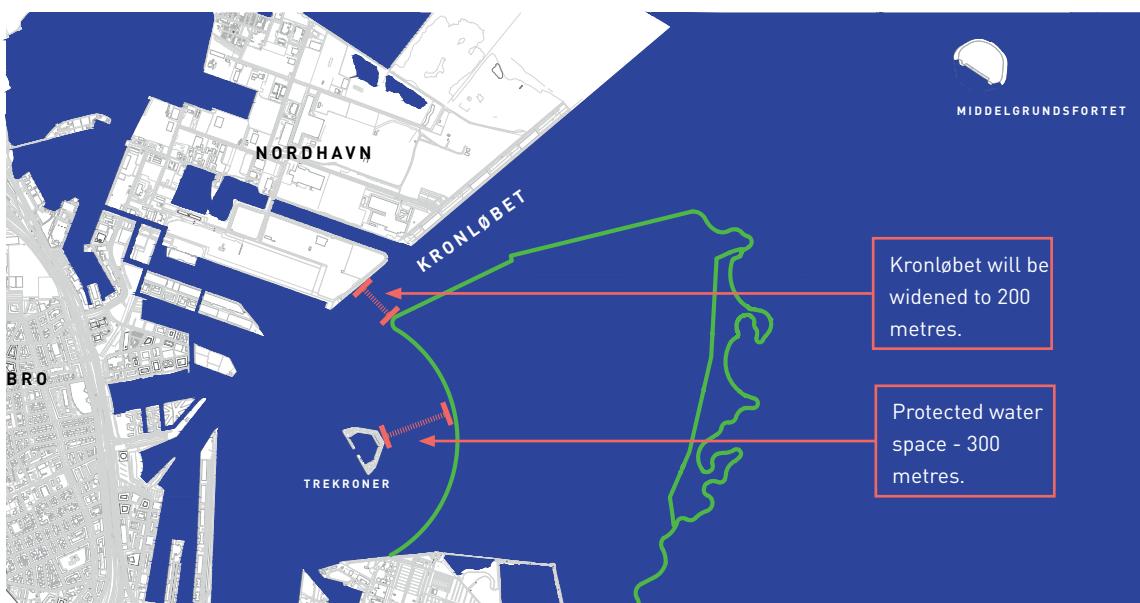 MIDDELGRUNDSFORTET
NORDHAVN
KRONLØBET
Kronløbet will be
widened to 200
metres.
BRO
Protected water
space - 300
metres.
TREKRONER